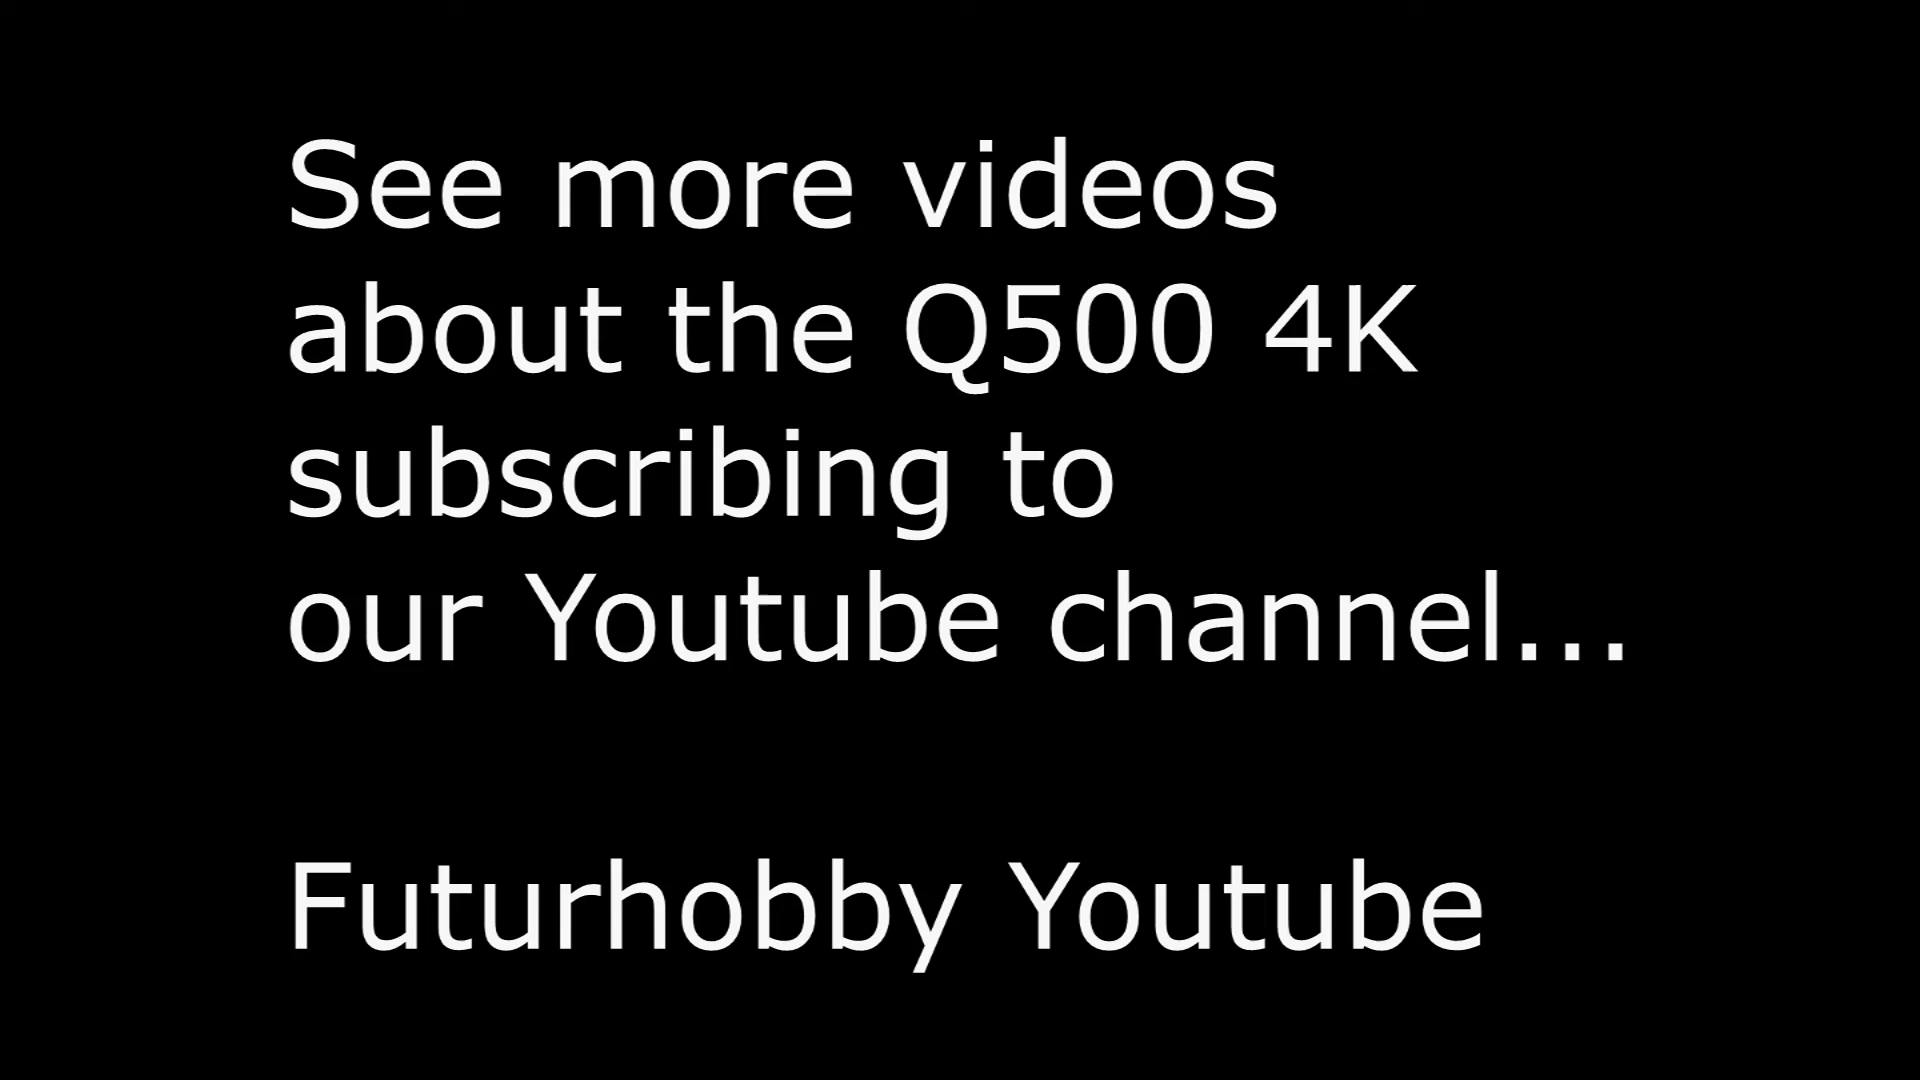 See more videos
about the Q500 4K
subscribing to
our Youtube channel...
Futurhobby Youtube